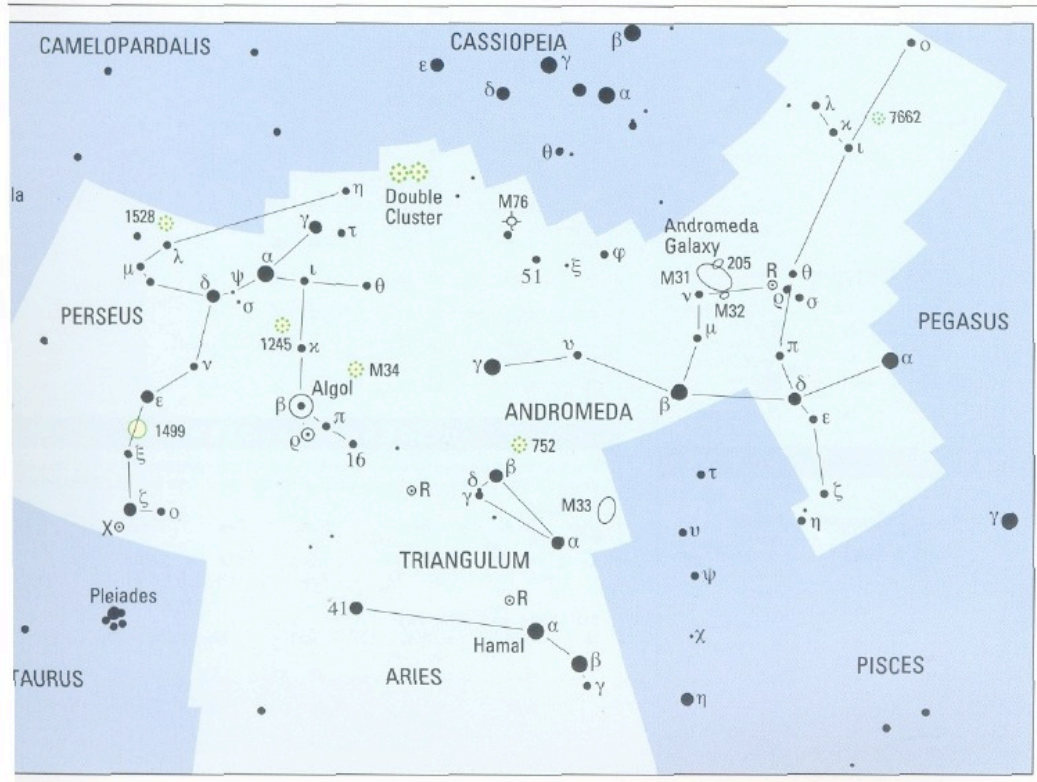 CAMELOPARDALIS
CASSIOPEIA
β
ο
ε
γ
δ
α
λ
κ
ι
7662
θ
la
η
Double
Cluster
1528
λ
γ
τ
M76
Andromeda
Galaxy
μ
δ
ψ
α
ι
θ
51
ξ
φ
M31
205
R
θ
σ
ν
M32
ϱ
σ
PERSEUS
1245
κ
υ
μ
π
PEGASUS
ν
M34
γ
α
Algol
β
ε
β
δ
ε
π
ϱ
16
ANDROMEDA
1499
752
ξ
β
δ
γ
R
M33
τ
ζ
ζ
ο
χ
η
γ
υ
α
TRIANGULUM
ψ
Pleiades
41
R
α
Hamal
χ
TAURUS
ARIES
β
γ
PISCES
η